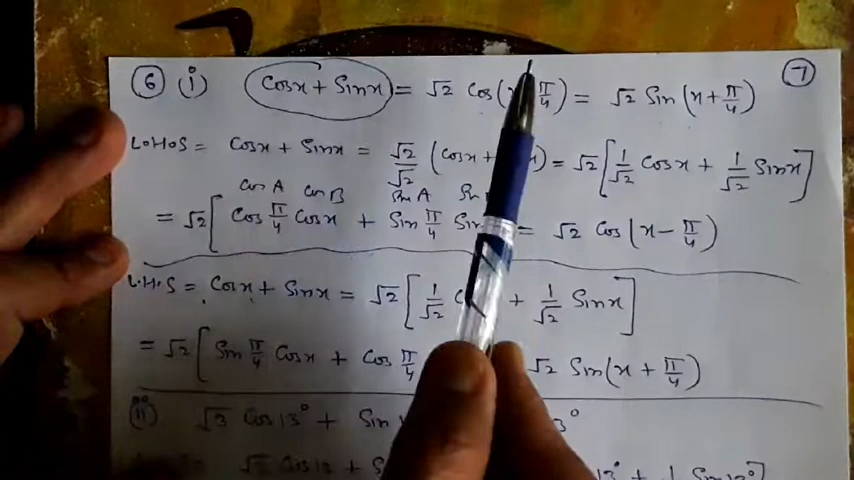 6 (i) Cosx + Sinx = √2 Cos( π/4) = √2 Sin(x + π/4) 7
L.H.S = Cosx + Sinx = √2/√2 (Cosx + ) = √2 [1/√2 Cosx + 1/√2 Sinx]
Cos A Cos B Sin A
= √2 [Cos π/4 Cosx + Sin π/4 = √2 Cos(x - π/4)
L.H.S = Cosx + Sinx = √2 [1/√2 + 1/√2 Sinx]
= √2 [Sin π/4 Cosx + Cos π/4 √2 Sin(x + π/4)
(ii) √3 Cos13° + Sin